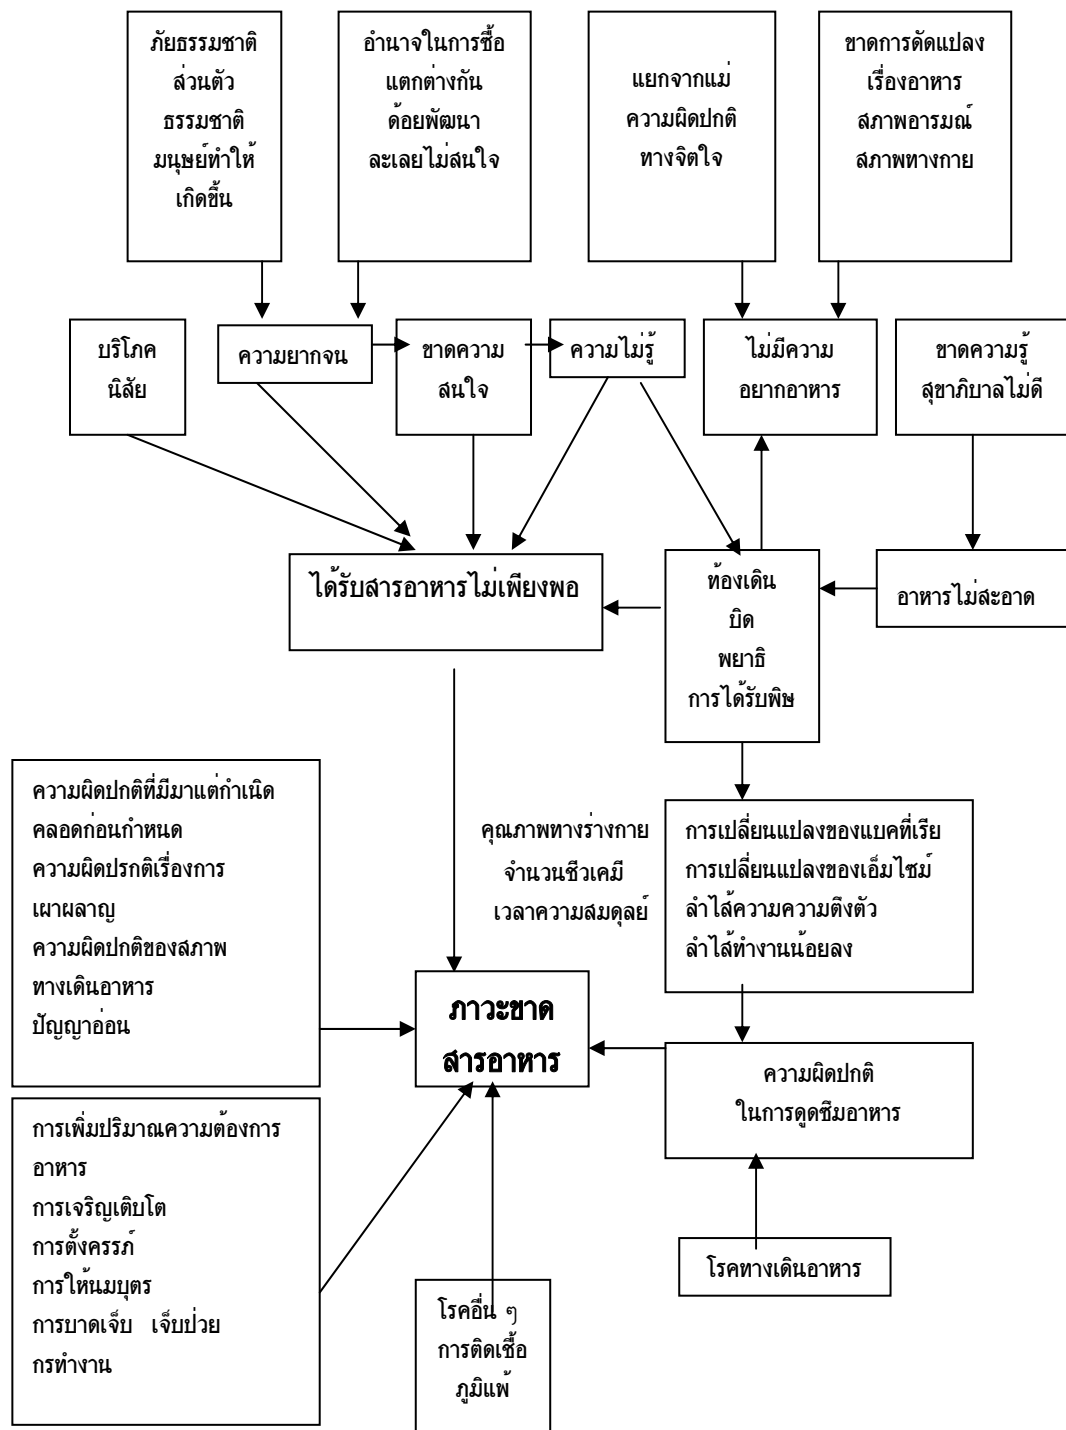 ภัยธรรมชาติ
ส่วนตัว
ธรรมชาติ
มนุษย์ทำให้
เกิดขึ้น
อำนาจในการซื้อ
แตกต่างกัน
ด้อยพัฒนา
ละเลยไม่สนใจ
แยกจากแม่
ความผิดปกติ
ทางจิตใจ
ขาดการดัดแปลง
เรื่องอาหาร
สภาพอารมณ์
สภาพทางกาย
บริโภค
นิสัย
ความยากจน
ขาดความ
สนใจ
ความไม่รู้
ไม่มีความ
อยากอาหาร
ขาดความรู้
สุขาภิบาลไม่ดี
ได้รับสารอาหารไม่เพียงพอ
ท้องเดิน
บิด
พยาธิ
การได้รับพิษ
อาหารไม่สะอาด
ความผิดปกติที่มีมาแต่กำเนิด
คลอดก่อนกำหนด
ความผิดปรกติเรื่องการ
เผาผลาญ
ความผิดปกติของสภาพ
ทางเดินอาหาร
ปัญญาอ่อน
คุณภาพทางร่างกาย
จำนวนชีวเคมี
เวลาความสมดุลย์
การเปลี่ยนแปลงของแบคที่เรีย
การเปลี่ยนแปลงของเอ็มไซม์
ลำไส้ความความตึงตัว
ลำไส้ทำงานน้อยลง
ภาวะขาด
สารอาหาร
ความผิดปกติ
ในการดูดซึมอาหาร
การเพิ่มปริมาณความต้องการ
อาหาร
การเจริญเติบโต
การตั้งครรภ์
การให้นมบุตร
การบาดเจ็บ เจ็บป่วย
กรทำงาน
โรคอื่น ๆ
การติดเชื้อ
ภูมิแพ้
โรคทางเดินอาหาร